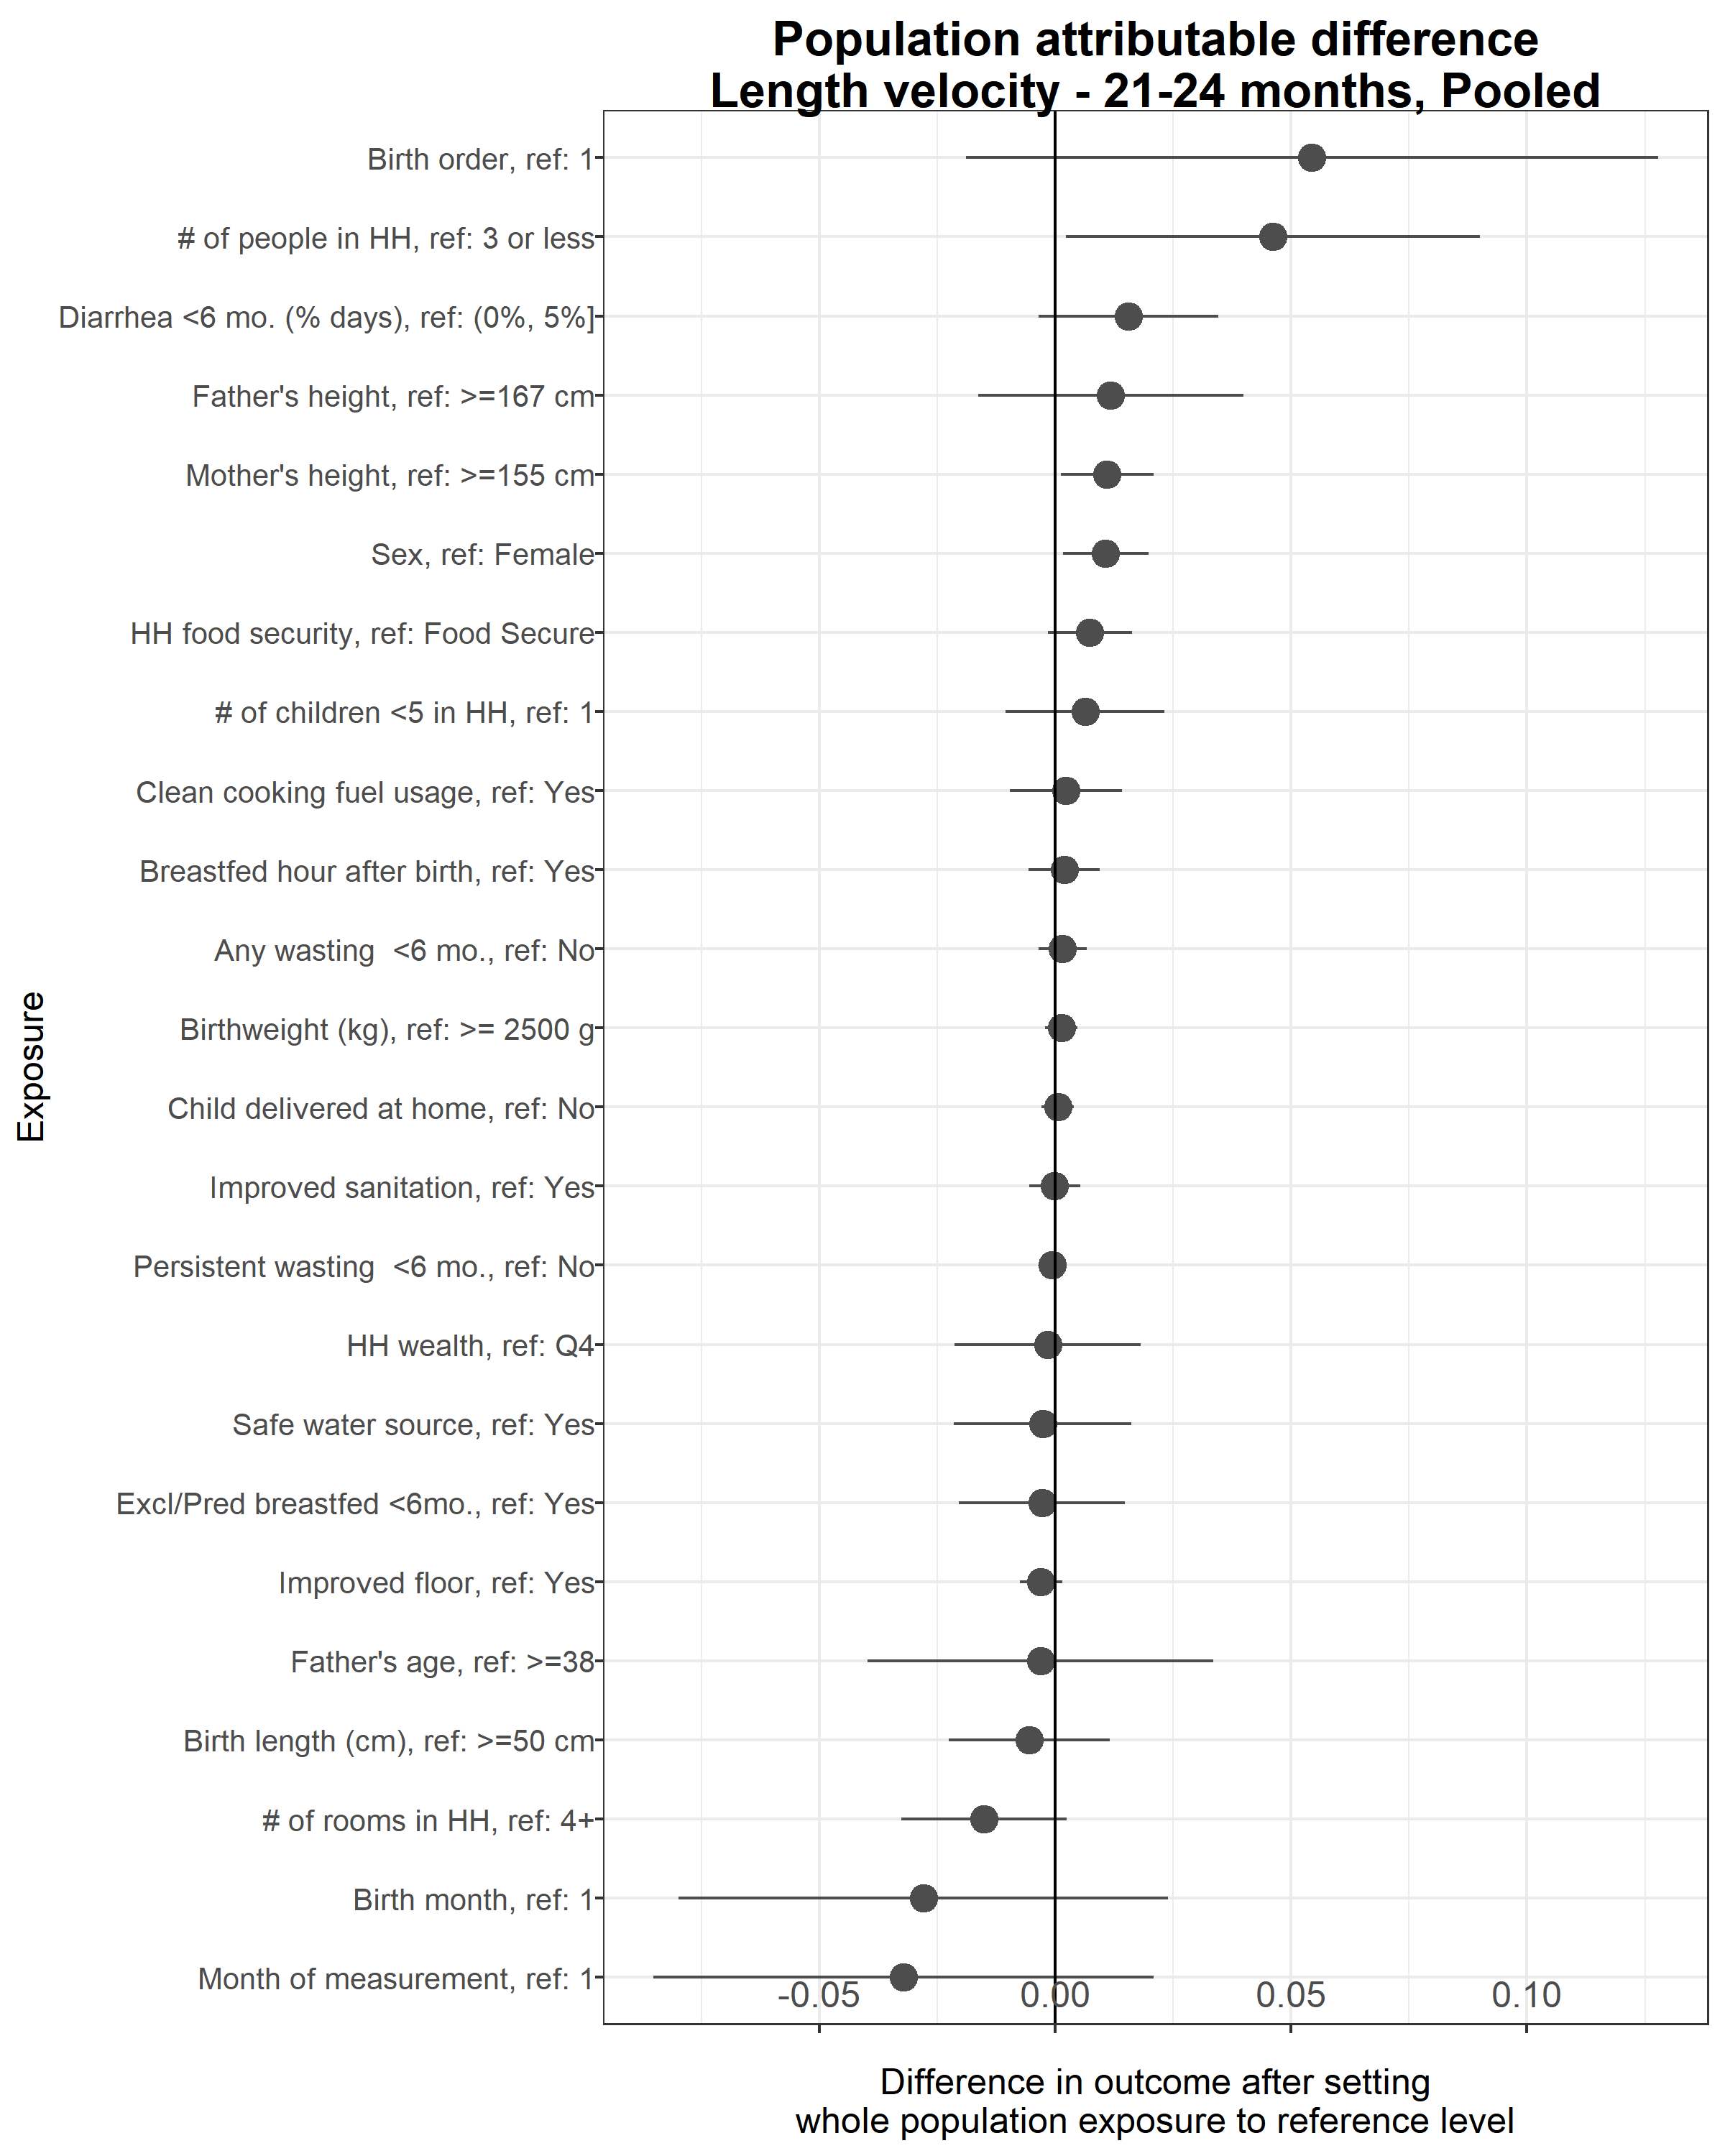 Population attributable difference
Length velocity - 21-24 months, Pooled
Birth order, ref: 1
# of people in HH, ref: 3 or less
Diarrhea <6 mo. (% days), ref: (0%, 5%]
Father's height, ref: >=167 cm
Mother's height, ref: >=155 cm
Sex, ref: Female
HH food security, ref: Food Secure
# of children <5 in HH, ref: 1
Clean cooking fuel usage, ref: Yes
Breastfed hour after birth, ref: Yes
Any wasting  <6 mo., ref: No
Birthweight (kg), ref: >= 2500 g
Child delivered at home, ref: No
Improved sanitation, ref: Yes
Persistent wasting  <6 mo., ref: No
HH wealth, ref: Q4
Safe water source, ref: Yes
Excl/Pred breastfed <6mo., ref: Yes
Improved floor, ref: Yes
Father's age, ref: >=38
Birth length (cm), ref: >=50 cm
# of rooms in HH, ref: 4+
Birth month, ref: 1
Month of measurement, ref: 1
Exposure
-0.05 0.00 0.05 0.10
Difference in outcome after setting
whole population exposure to reference level